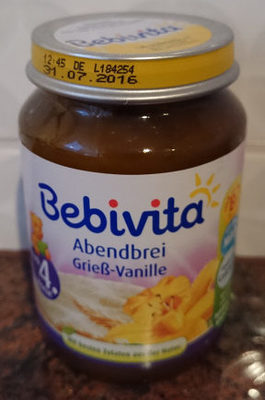 Bebivita
12:45 DE L184254
31.07.2016
Bebivita
Abendbrei
Grieß-Vanille
4.